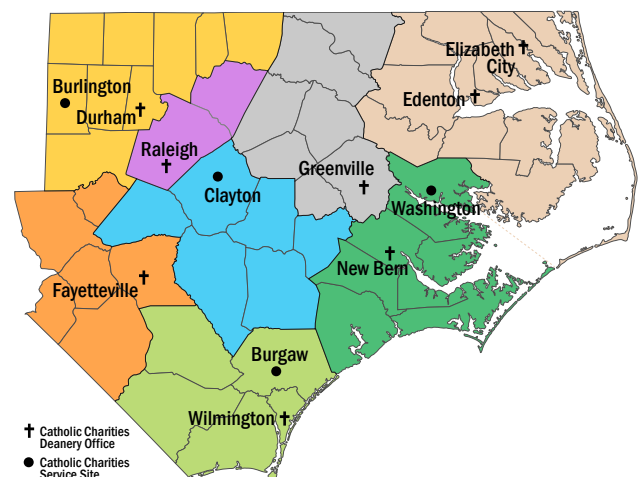 Elizabeth
City
Edenton
Burlington
Durham
Raleigh
Greenville
Clayton
Washington
New Bern
Fayetteville
Burgaw
Wilmington
Catholic Charities
Deanery Office
Catholic Charities
Service Site